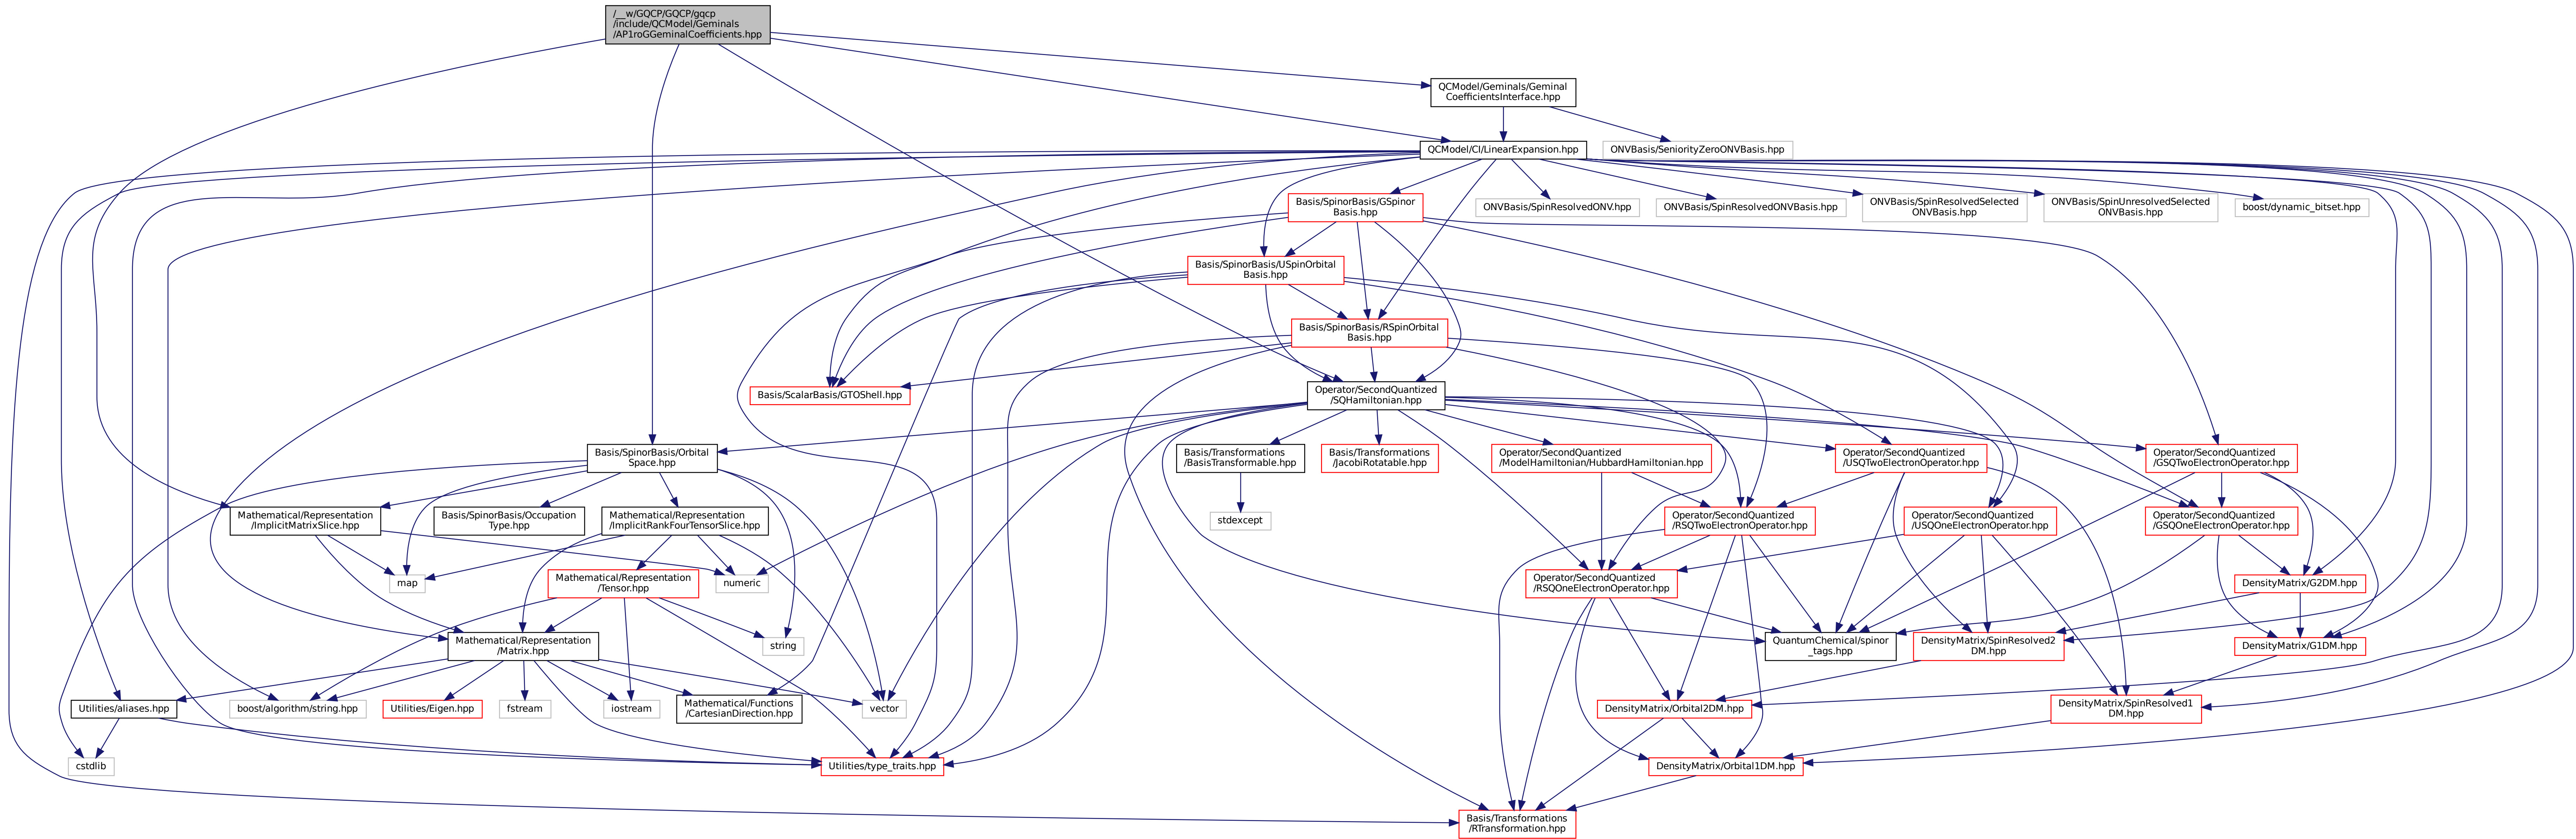 /__w/GQCP/GQCP/gqcp
/include/QCModel/Geminals
/AP1roGGeminalCoefficients.hpp
QCModel/Geminals/Geminal
CoefficientsInterface.hpp
QCModel/CI/LinearExpansion.hpp
ONVBasis/SeniorityZeroONVBasis.hpp
Basis/SpinorBasis/GSpinor
Basis.hpp
ONVBasis/SpinResolvedONV.hpp
ONVBasis/SpinResolvedONVBasis.hpp
ONVBasis/SpinResolvedSelected
ONVBasis.hpp
ONVBasis/SpinUnresolvedSelected
ONVBasis.hpp
boost/dynamic_bitset.hpp
Basis/SpinorBasis/USpinOrbital
Basis.hpp
Basis/SpinorBasis/RSpinOrbital
Basis.hpp
Basis/ScalarBasis/GTOShell.hpp
Operator/SecondQuantized
/SQHamiltonian.hpp
Basis/SpinorBasis/Orbital
Space.hpp
Basis/Transformations
/BasisTransformable.hpp
Basis/Transformations
/JacobiRotatable.hpp
Operator/SecondQuantized
/ModelHamiltonian/HubbardHamiltonian.hpp
Operator/SecondQuantized
/USQTwoElectronOperator.hpp
Operator/SecondQuantized
/GSQTwoElectronOperator.hpp
Mathematical/Representation
/ImplicitMatrixSlice.hpp
Basis/SpinorBasis/Occupation
Type.hpp
Mathematical/Representation
/ImplicitRankFourTensorSlice.hpp
stdexcept
Operator/SecondQuantized
/RSQTwoElectronOperator.hpp
Operator/SecondQuantized
/USQOneElectronOperator.hpp
Operator/SecondQuantized
/GSQOneElectronOperator.hpp
map
Mathematical/Representation
/Tensor.hpp
numeric
Operator/SecondQuantized
/RSQOneElectronOperator.hpp
DensityMatrix/G2DM.hpp
Mathematical/Representation
/Matrix.hpp
string
QuantumChemical/spinor
_tags.hpp
DensityMatrix/SpinResolved2
DM.hpp
DensityMatrix/G1DM.hpp
Utilities/aliases.hpp
boost/algorithm/string.hpp
Utilities/Eigen.hpp
fstream
iostream
Mathematical/Functions
/CartesianDirection.hpp
vector
DensityMatrix/Orbital2DM.hpp
DensityMatrix/SpinResolved1
DM.hpp
cstdlib
Utilities/type_traits.hpp
DensityMatrix/Orbital1DM.hpp
Basis/Transformations
/RTransformation.hpp